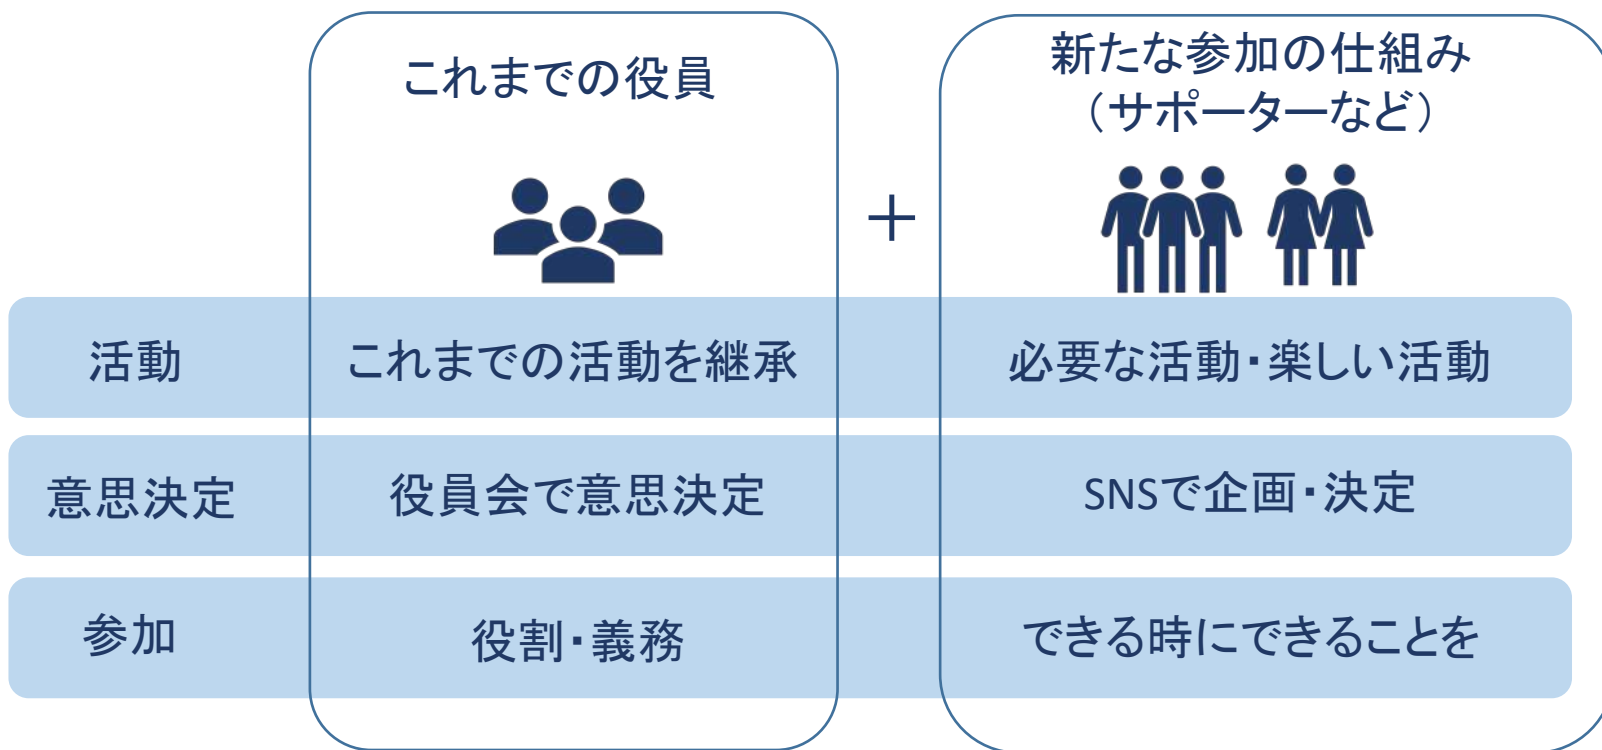 これまでの役員
新たな参加の仕組み
（サポーターなど）
＋
活動
これまでの活動を継承
必要な活動・楽しい活動
意思決定
役員会で意思決定
SNSで企画・決定
参加
役割・義務
できる時にできることを